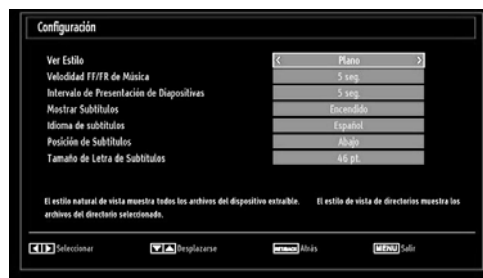 Configuración
Ver Estilo < Plano >
Velocidad FF/FR de Música 5 seg.
Intervalo de Presentación de Diapositivas 5 seg.
Mostrar Subtítulos Encendido
Idioma de subtítulos Español
Posición de Subtítulos Abajo
Tamaño de Letra de Subtítulos 46 pt.
El estilo natural de vista muestra todos los archivos del dispositivo extraíble. El estilo de vista de directorios muestra los
archivos del directorio seleccionado.
Seleccionar Desplazarse RETURN/BACK Atrás MENU Salir